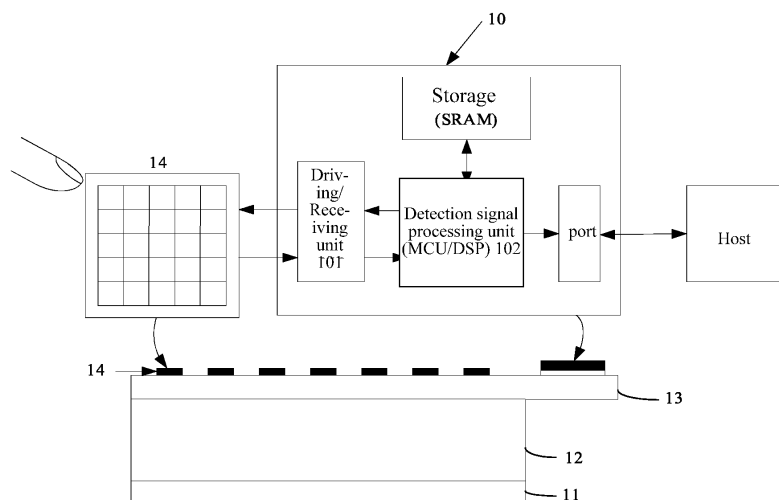 10
Storage
(SRAM)
14
Driv-
ing/
Rece-
iving
unit
101
Detection signal
processing unit
(MCU/DSP) 102
port
Host
14
13
12
11